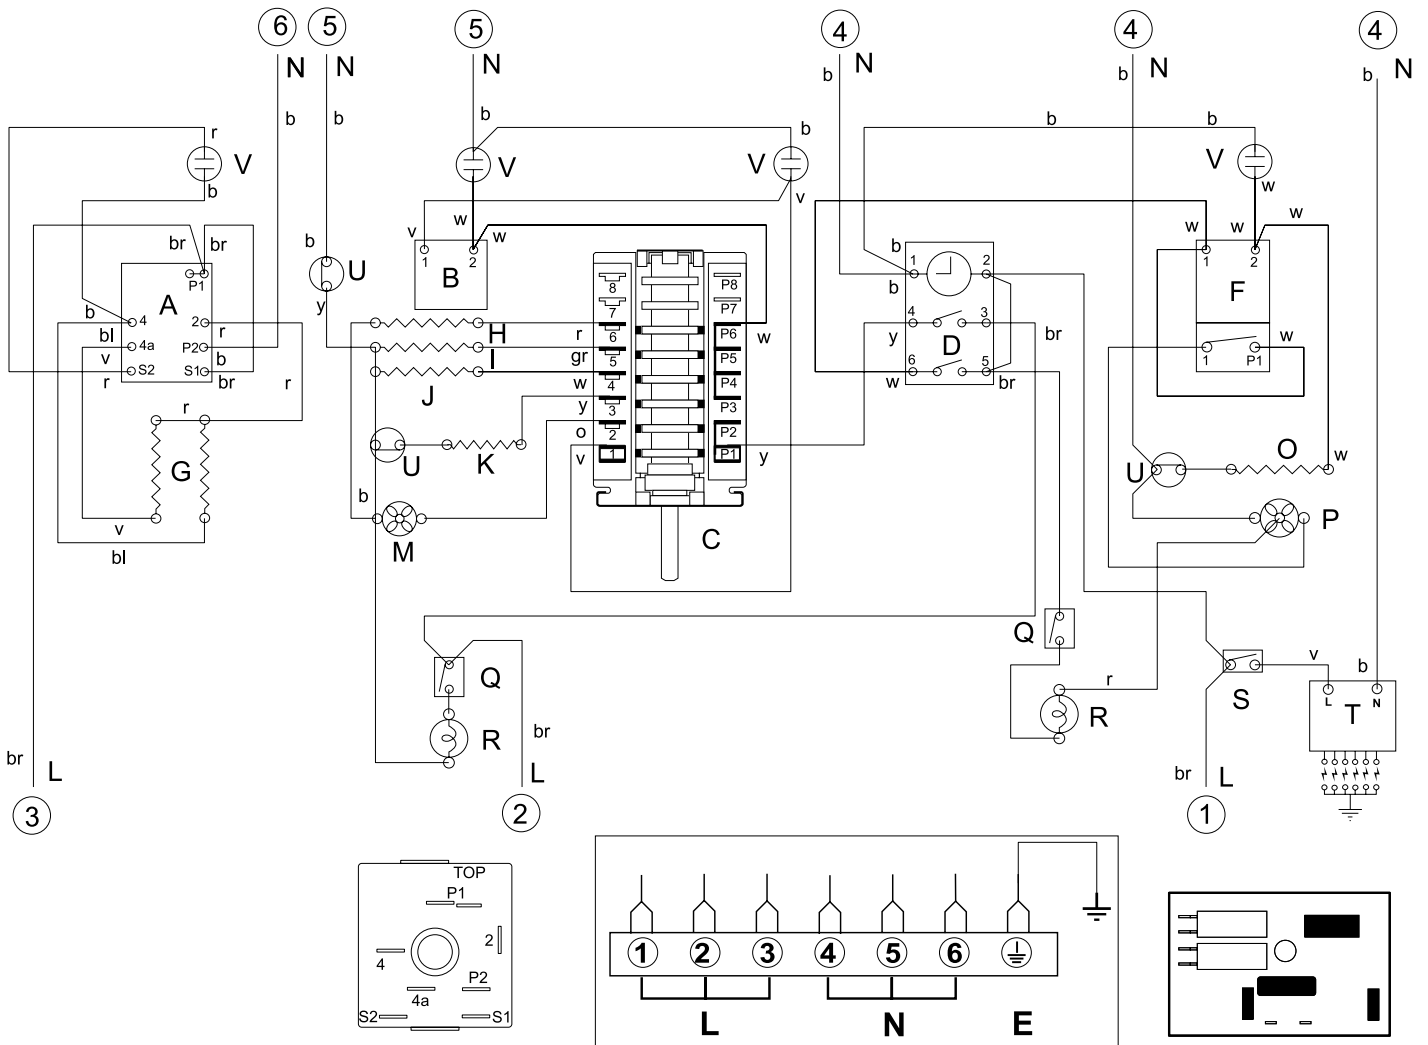 6 5 5 4 4 4
N N N N N N
b b b b b b
r b b b b
V V V V
b v w w
br br b v w b w w
P1 1 B 2 8 P8 1 2 1 2
A U 7 P7 b F
b 4 2 r y H r 6 P6 w 4 3 br w
bl 4a P2 b I gr 5 P5 y D 1 P1
v S2 S1 J w 4 P4 w 6 5 br
r br r y 3 P3
r o 2 P2
G U K v 1 P1 y U O w
v b M C P
bl
Q Q
r v b
R R S L N
T
br L br L br L
3 2 1
TOP
P1
2
4
P2
4a
S2 S1
1 2 3 4 5 6
L N E